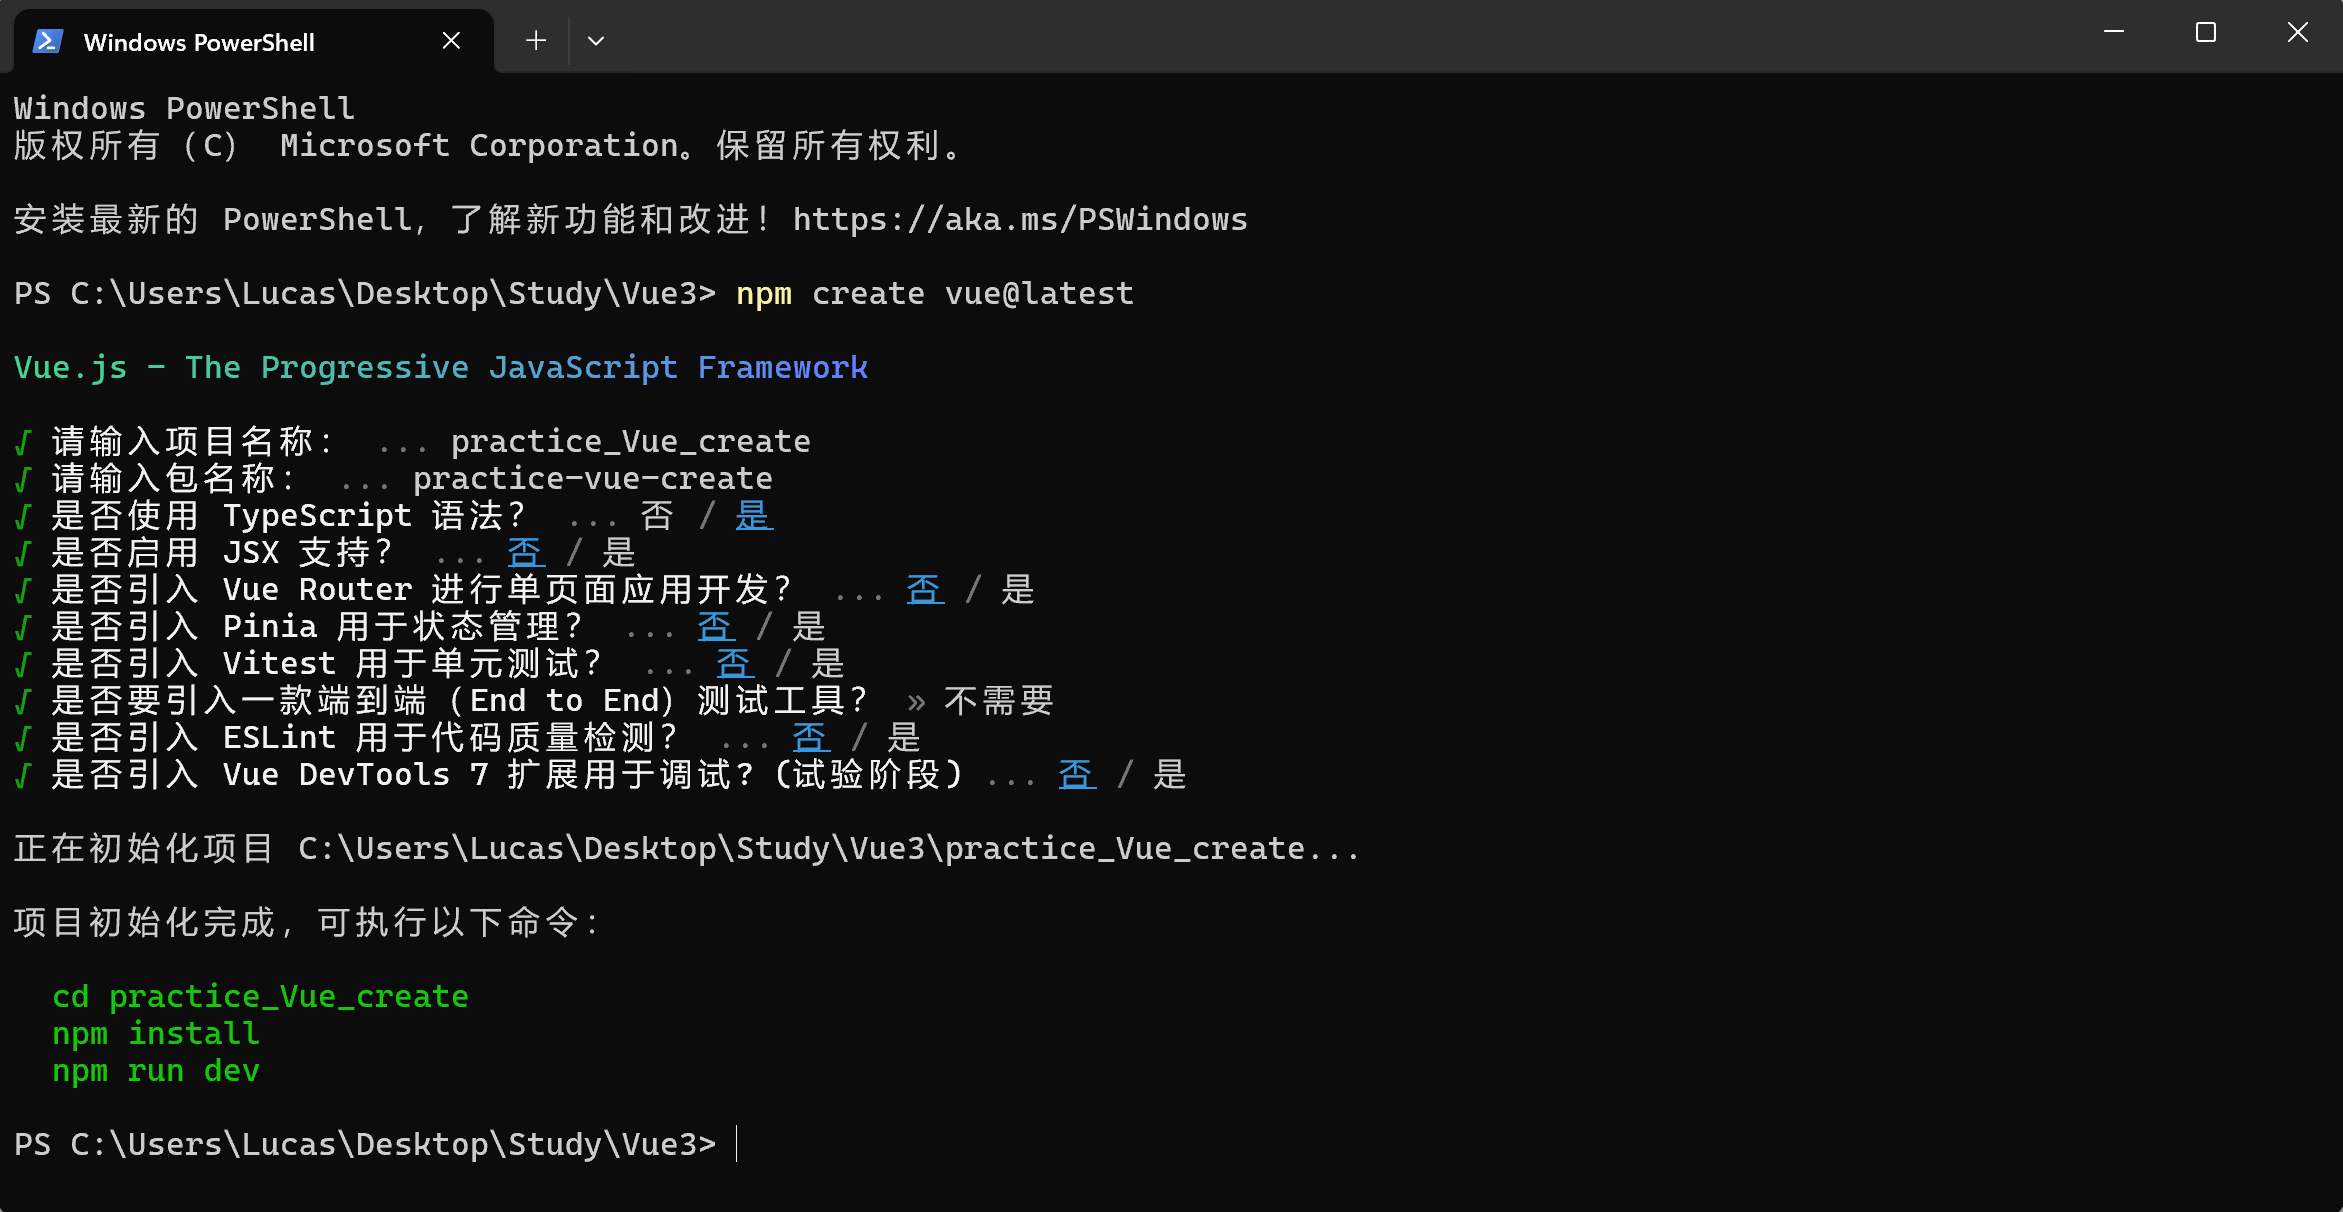 Windows PowerShell
Windows PowerShell
版权所有（C） Microsoft Corporation。保留所有权利。
安装最新的 PowerShell，了解新功能和改进！https://aka.ms/PSWindows
PS C:\Users\Lucas\Desktop\Study\Vue3> npm create vue@latest
Vue.js - The Progressive JavaScript Framework
√ 请输入项目名称： ... practice_Vue_create
√ 请输入包名称： ... practice-vue-create
√ 是否使用 TypeScript 语法？ ... 否 / 是
√ 是否启用 JSX 支持？ ... 否 / 是
√ 是否引入 Vue Router 进行单页面应用开发？ ... 否 / 是
√ 是否引入 Pinia 用于状态管理？ ... 否 / 是
√ 是否引入 Vitest 用于单元测试？ ... 否 / 是
√ 是否要引入一款端到端（End to End）测试工具？ » 不需要
√ 是否引入 ESLint 用于代码质量检测？ ... 否 / 是
√ 是否引入 Vue DevTools 7 扩展用于调试？(试验阶段) ... 否 / 是
正在初始化项目 C:\Users\Lucas\Desktop\Study\Vue3\practice_Vue_create...
项目初始化完成，可执行以下命令：
cd practice_Vue_create
npm install
npm run dev
PS C:\Users\Lucas\Desktop\Study\Vue3>